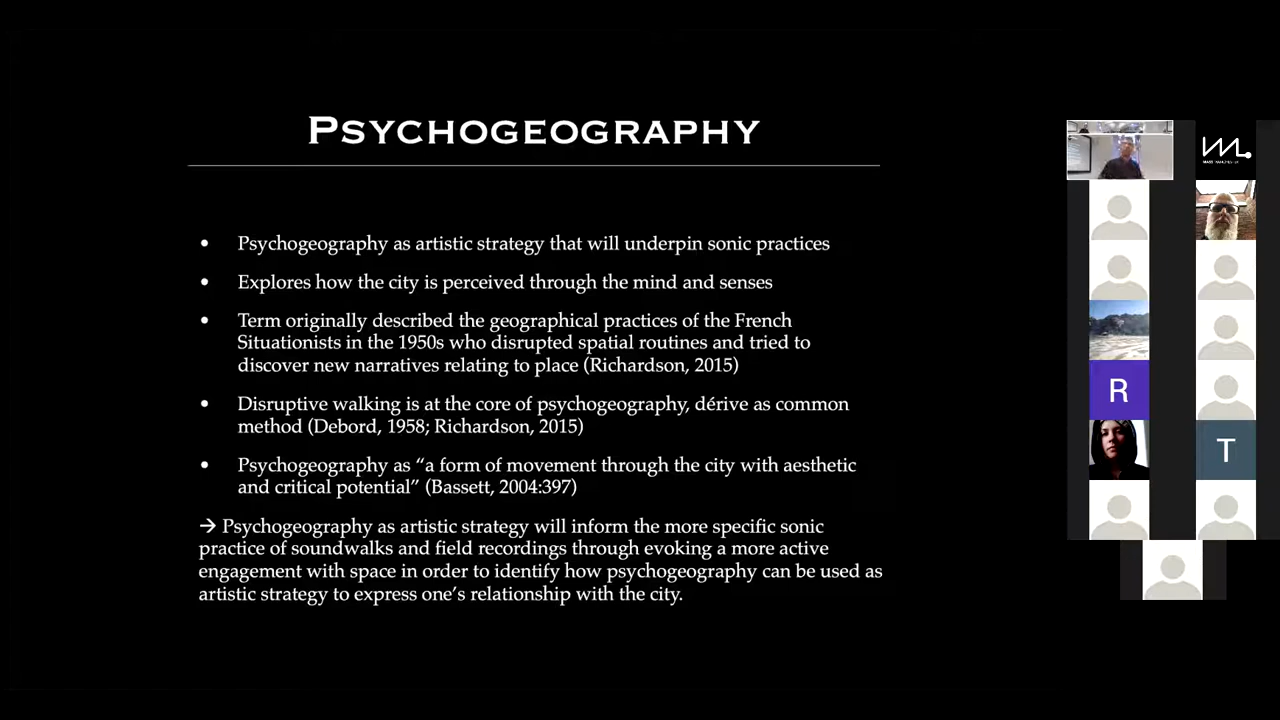 PSYCHOGEOGRAPHY
• Psychogeography as artistic strategy that will underpin sonic practices
• Explores how the city is perceived through the mind and senses
• Term originally described the geographical practices of the French
Situationists in the 1950s who disrupted spatial routines and tried to
discover new narratives relating to place (Richardson, 2015)
• Disruptive walking is at the core of psychogeography, dérive as common
method (Debord, 1958; Richardson, 2015)
• Psychogeography as “a form of movement through the city with aesthetic
and critical potential” (Bassett, 2004:397)
→ Psychogeography as artistic strategy will inform the more specific sonic
practice of soundwalks and field recordings through evoking a more active
engagement with space in order to identify how psychogeography can be used as
artistic strategy to express one’s relationship with the city.
R
T